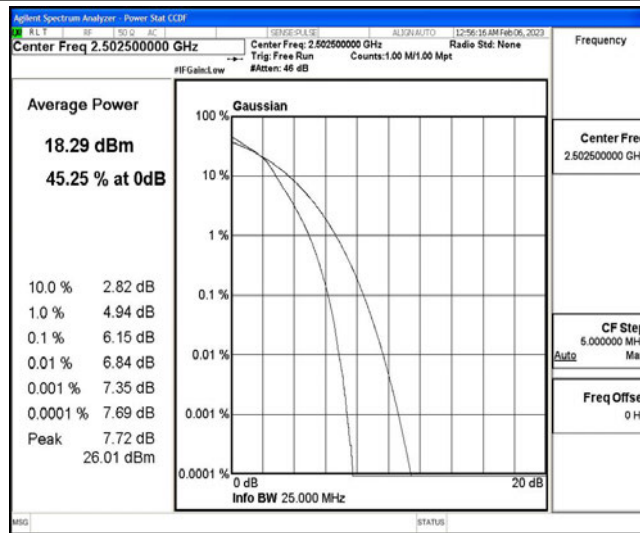 Agilent Spectrum Analyzer - Power Stat CCDF
RLT RF 50 Ω AC SENSE:PULSE ALIGN AUTO 12:56:16 AM Feb 06, 2023
Center Freq 2.502500000 GHz
Center Freq: 2.502500000 GHz Radio Std: None
Trig: Free Run Counts:1.00 M/1.00 Mpt
#IFGain:Low #Atten: 46 dB
Frequency
Average Power
18.29 dBm
45.25 % at 0dB
10.0 % 2.82 dB
1.0 % 4.94 dB
0.1 % 6.15 dB
0.01 % 6.84 dB
0.001 % 7.35 dB
0.0001 % 7.69 dB
Peak 7.72 dB
26.01 dBm
Gaussian
100 %
10 %
1 %
0.1 %
0.01 %
0.001 %
0.0001 %
0 dB 20 dB
Info BW 25.000 MHz
Center Fre
2.502500000 GH
CF Ste
5.000000 MH
Auto Ma
Freq Offse
0 H
MSG STATUS